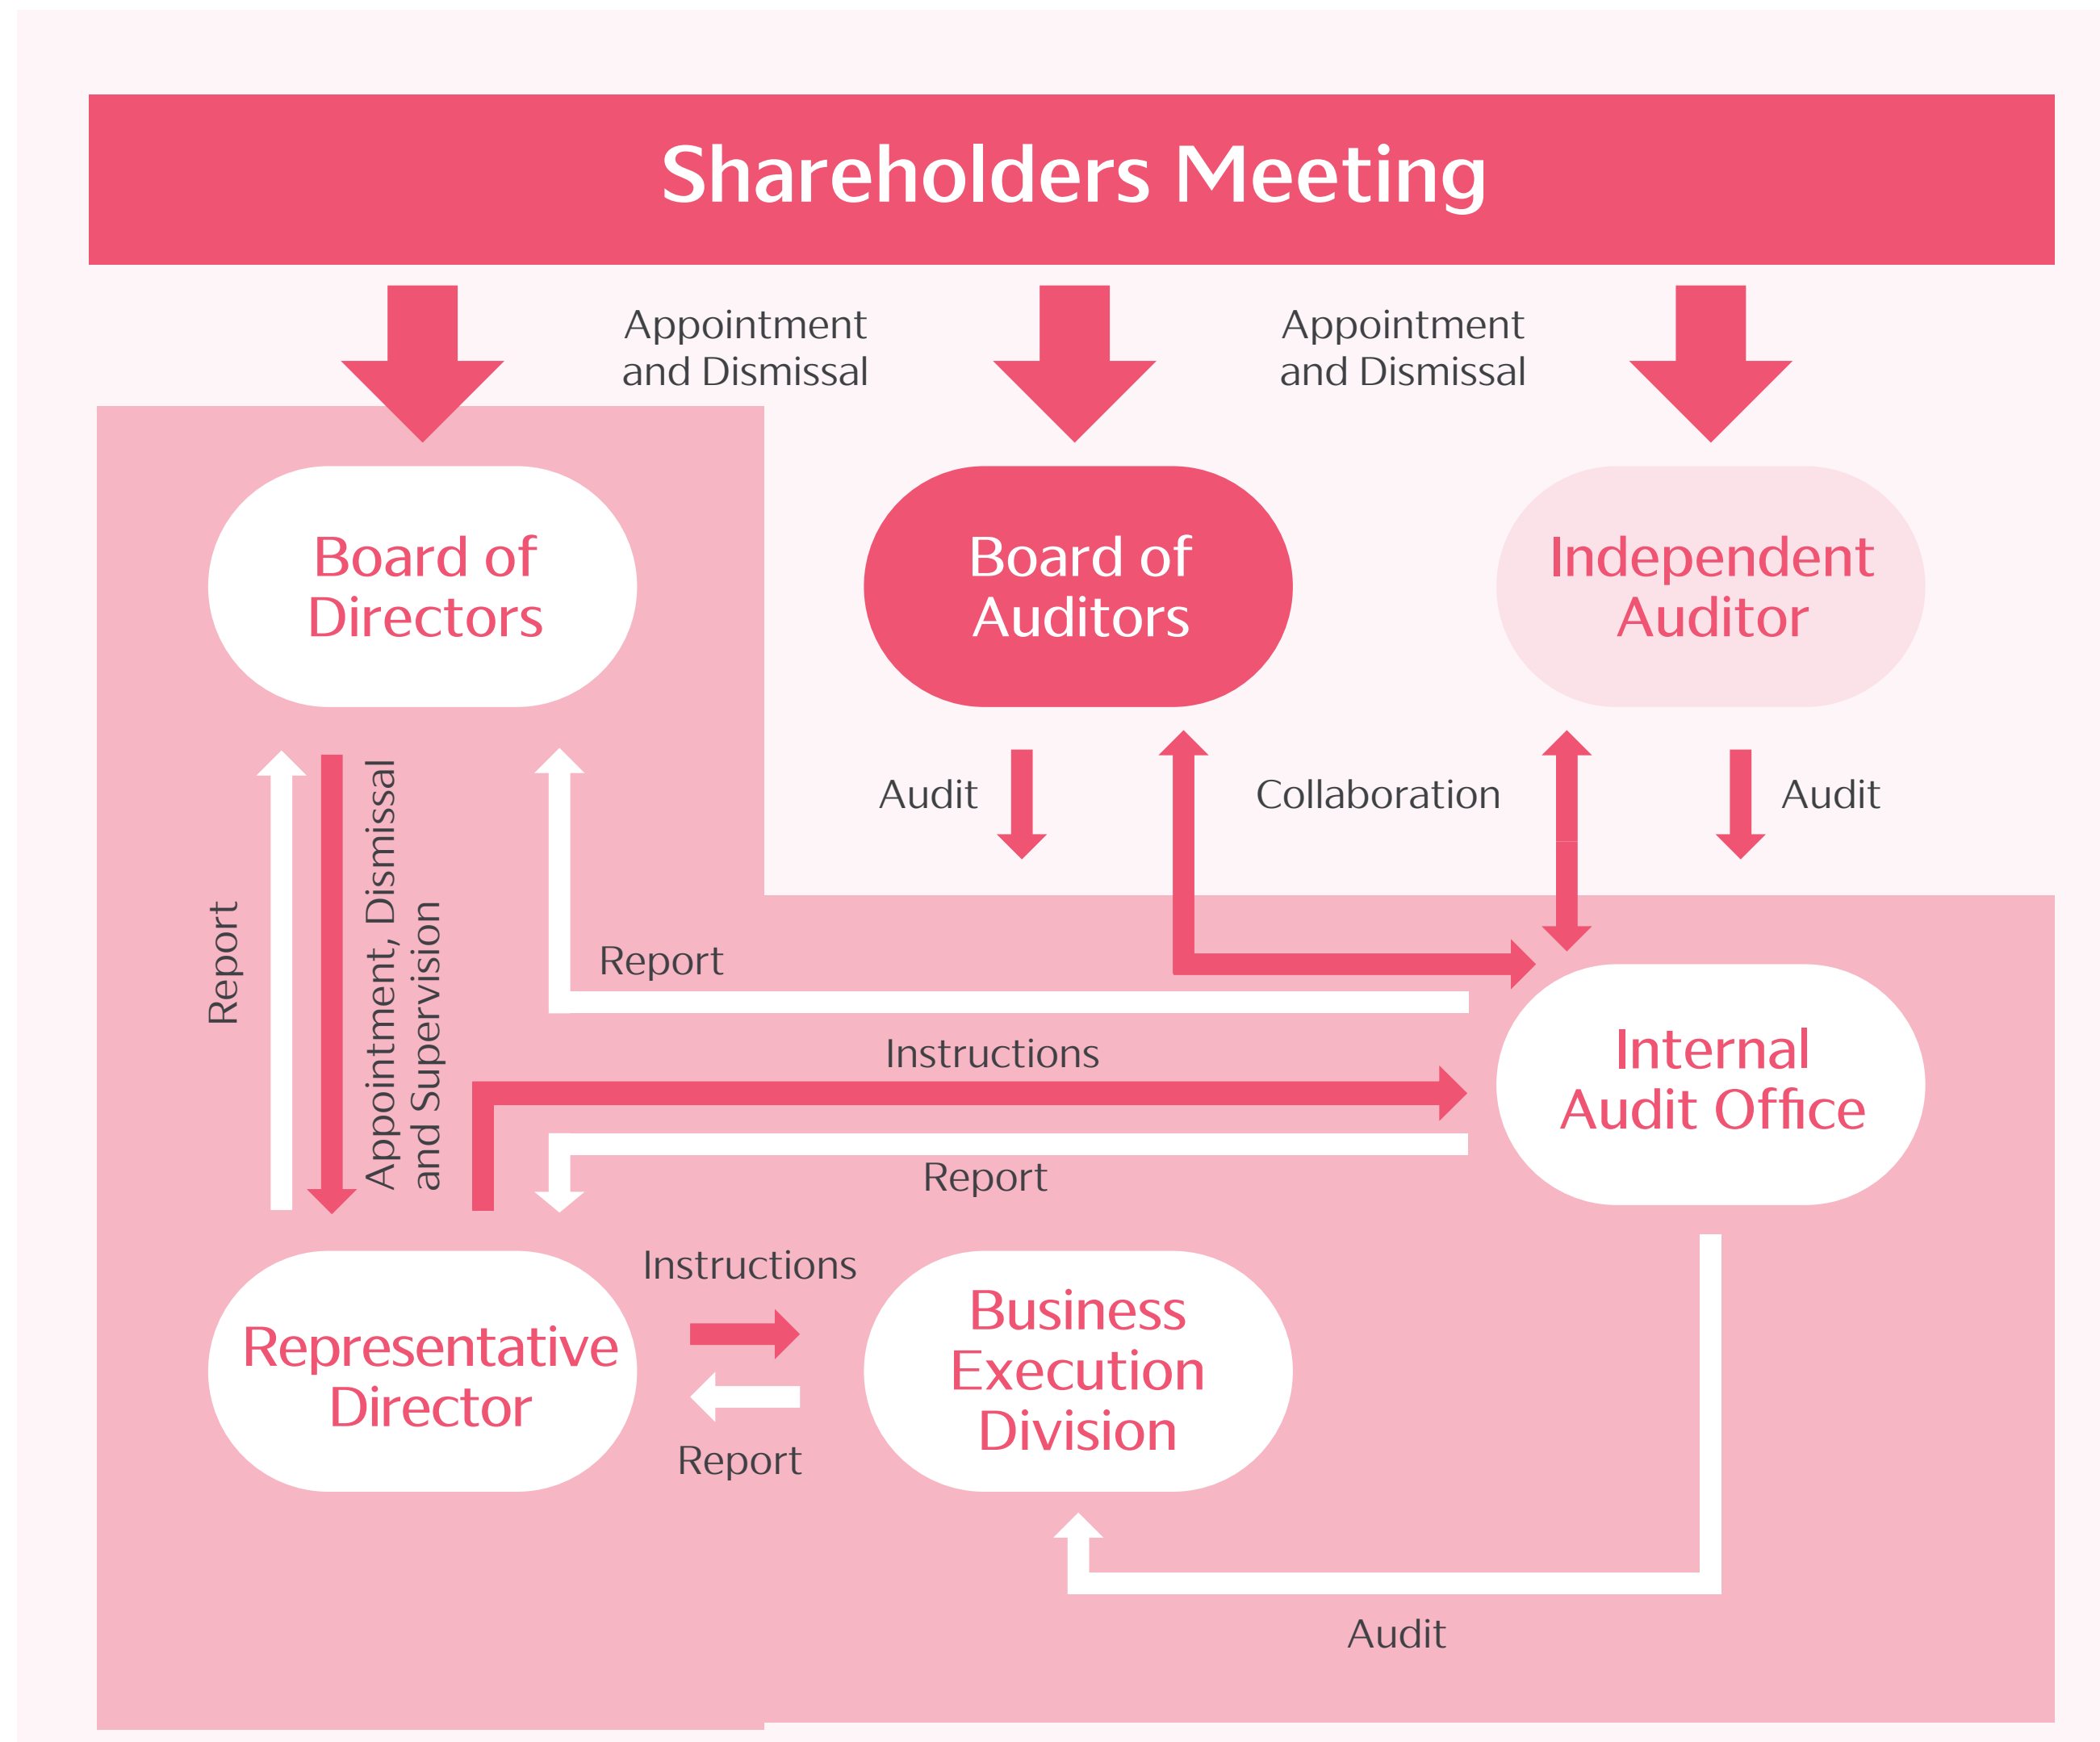 Shareholders Meeting
Appointment
and Dismissal
Appointment
and Dismissal
Board of
Directors
Board of
Auditors
Independent
Auditor
Audit
Collaboration
Audit
Report
Appointment, Dismissal
and Supervision
Report
Instructions
Internal
Audit Office
Report
Instructions
Representative
Director
Business
Execution
Division
Report
Audit